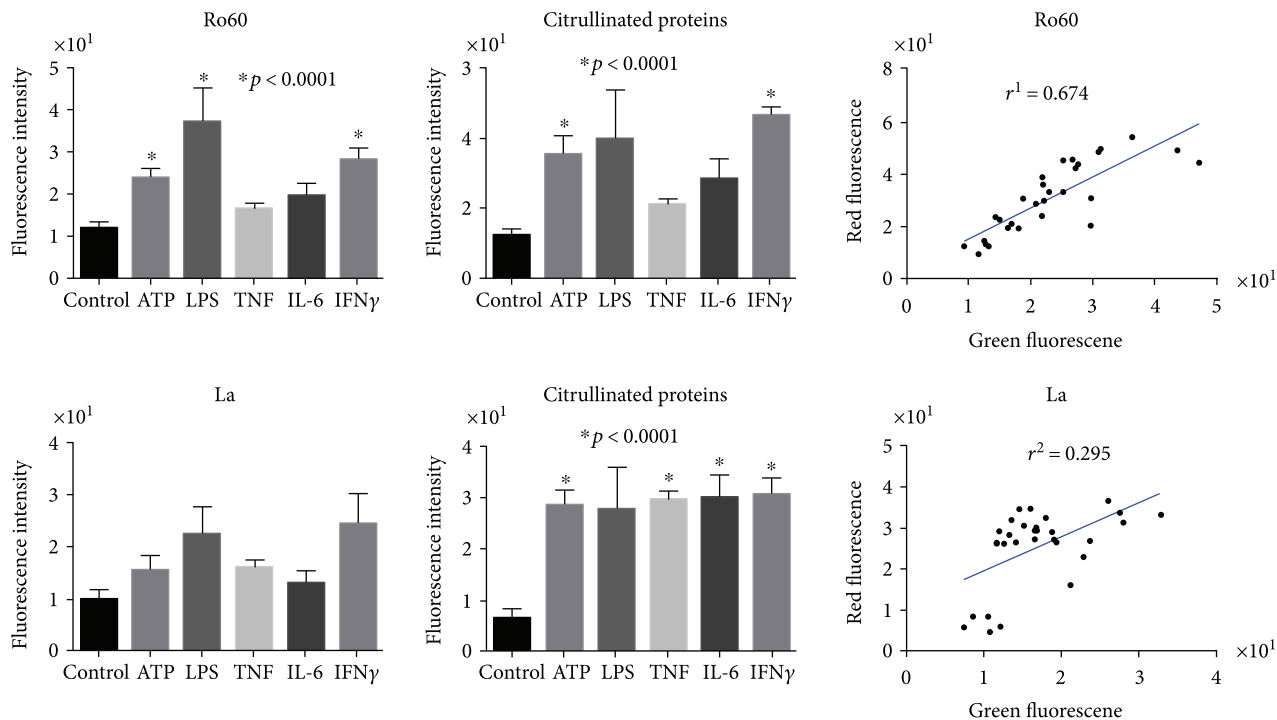 Ro60
×10¹
Fluorescence intensity
5
4
3
2
1
0
*
*
*
*p < 0.0001
Control ATP LPS TNF IL-6 IFNγ
Citrullinated proteins
×10¹
Fluorescence intensity
3
4
2
0
*p < 0.0001
*
*
Control ATP LPS TNF IL-6 IFNγ
Ro60
×10¹
Red fluorescence
8
6
4
2
0
r¹ = 0.674
0 1 2 3 4 5
×10¹
Green fluorescene
La
×10¹
Fluorescence intensity
4
3
2
1
0
Control ATP LPS TNF IL-6 IFNγ
Citrullinated proteins
×10¹
Fluorescence intensity
4
3
2
1
0
*p < 0.0001
*
*
*
*
Control ATP LPS TNF IL-6 IFNγ
La
×10¹
Red fluorescence
5
4
3
2
1
0
r² = 0.295
0 1 2 3 4
×10¹
Green fluorescene